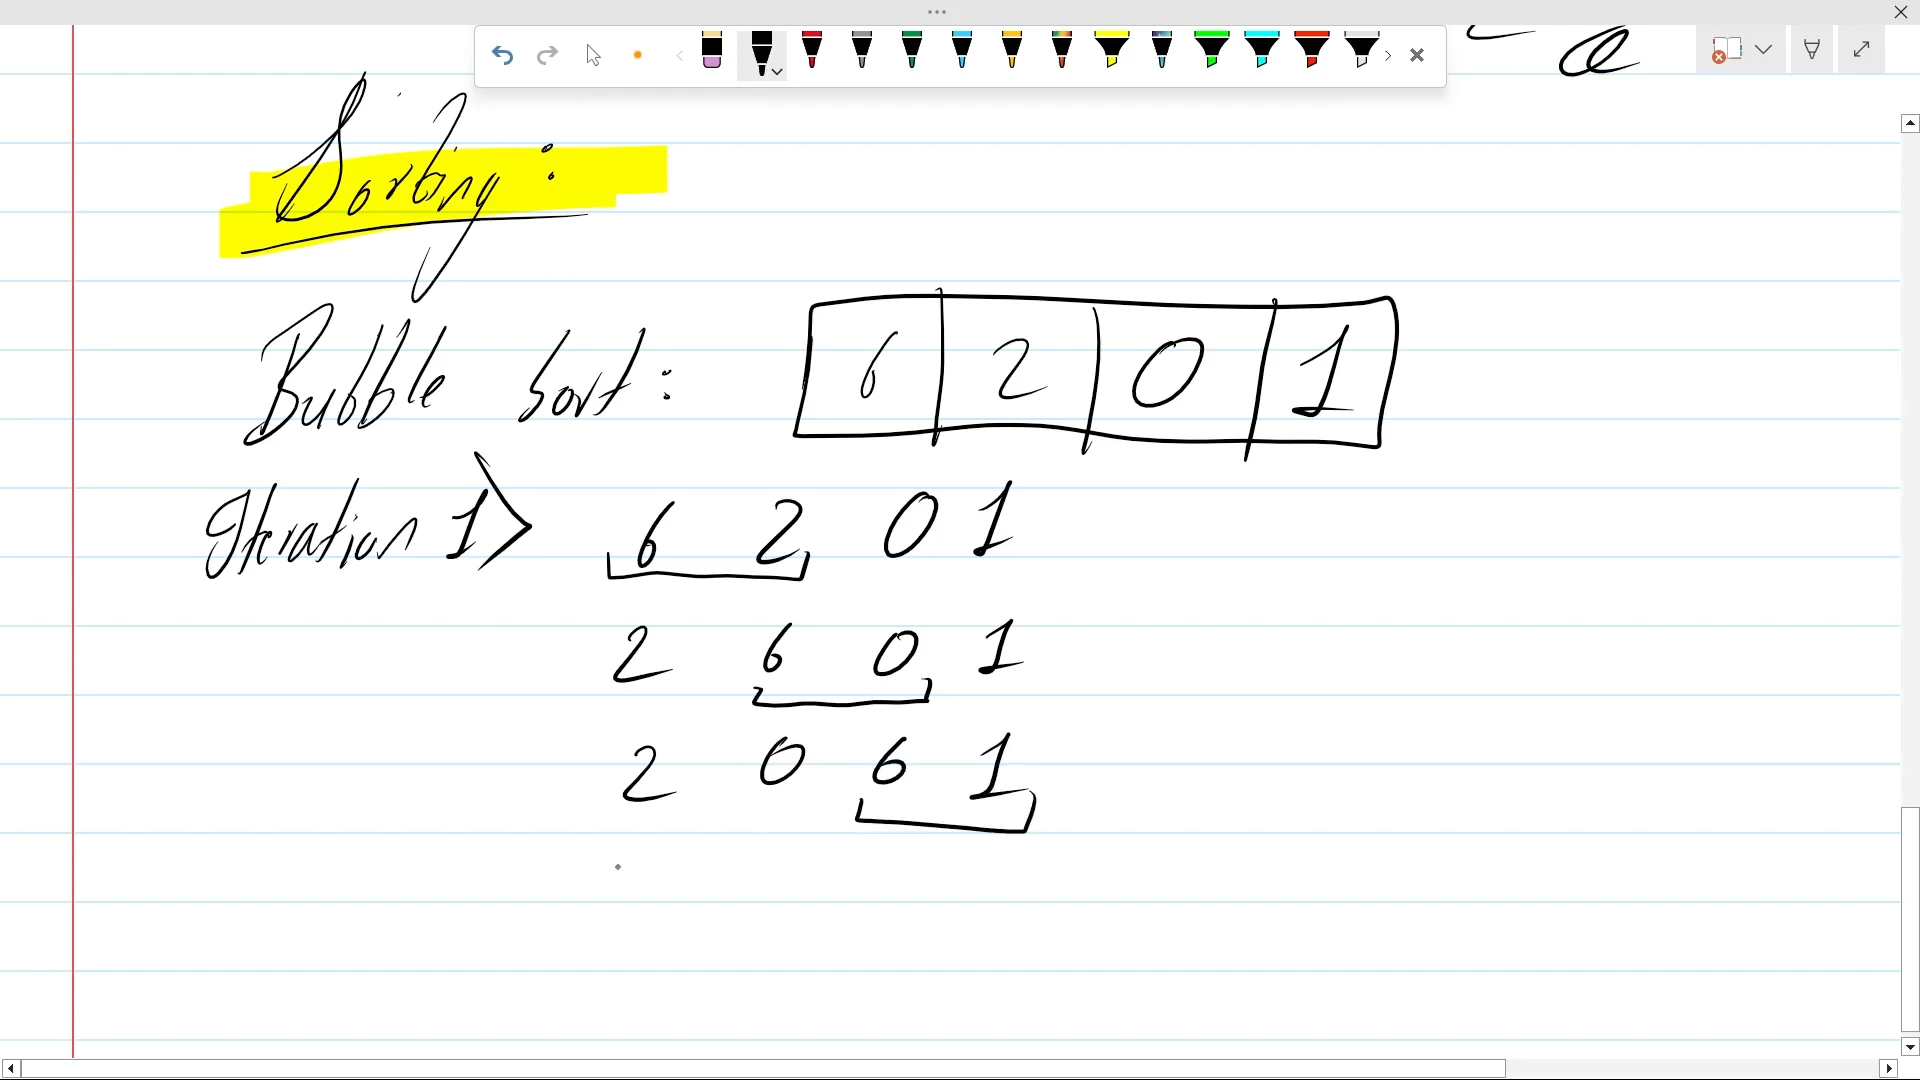 Sorting :
Bubble Sort : 6 2 0 1
Iteration 1> 6 2 0 1
2 6 0 1
2 0 6 1